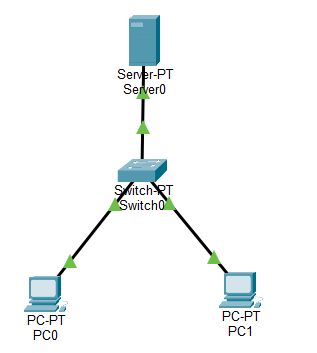 Server-PT
Server0
Switch-PT
Switch0
PC-PT
PC0
PC-PT
PC1